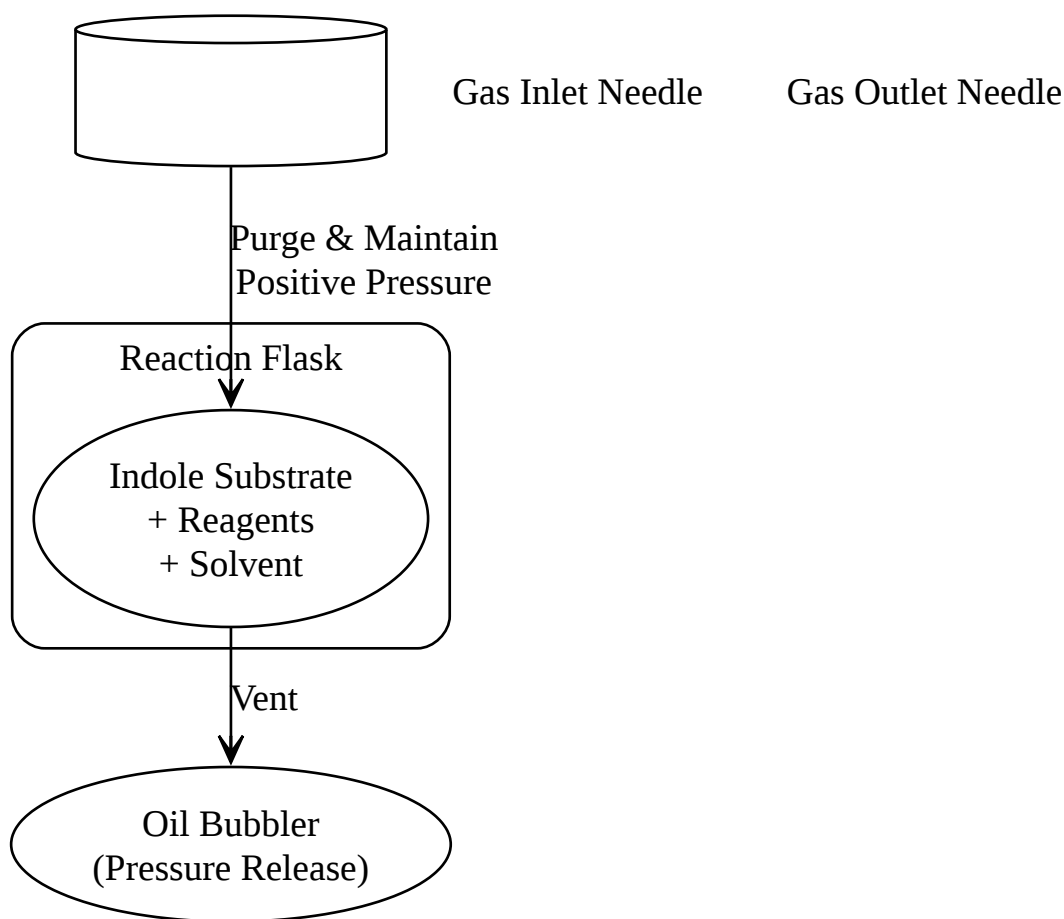 Gas Inlet Needle
Gas Outlet Needle
Purge & Maintain
Positive Pressure
Reaction Flask
Indole Substrate
+ Reagents
+ Solvent
Vent
Oil Bubbler
(Pressure Release)